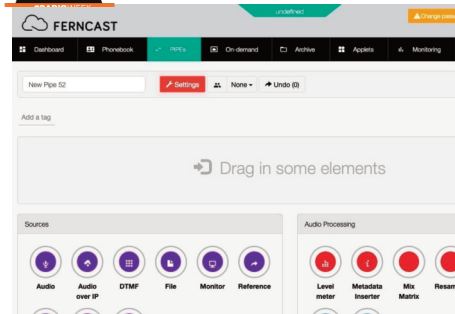 undefined
FERNCAST
Change pass
Dashboard
Phonebook
PIPEs
On-demand
Archive
Applets
Monitoring
New Pipe 52
Settings
None
Undo (0)
Add a tag
Drag in some elements
Sources
Audio Processing
Audio
Audio
over IP
DTMF
File
Monitor
Reference
Level
meter
Metadata
Inserter
Mix
Matrix
Resam